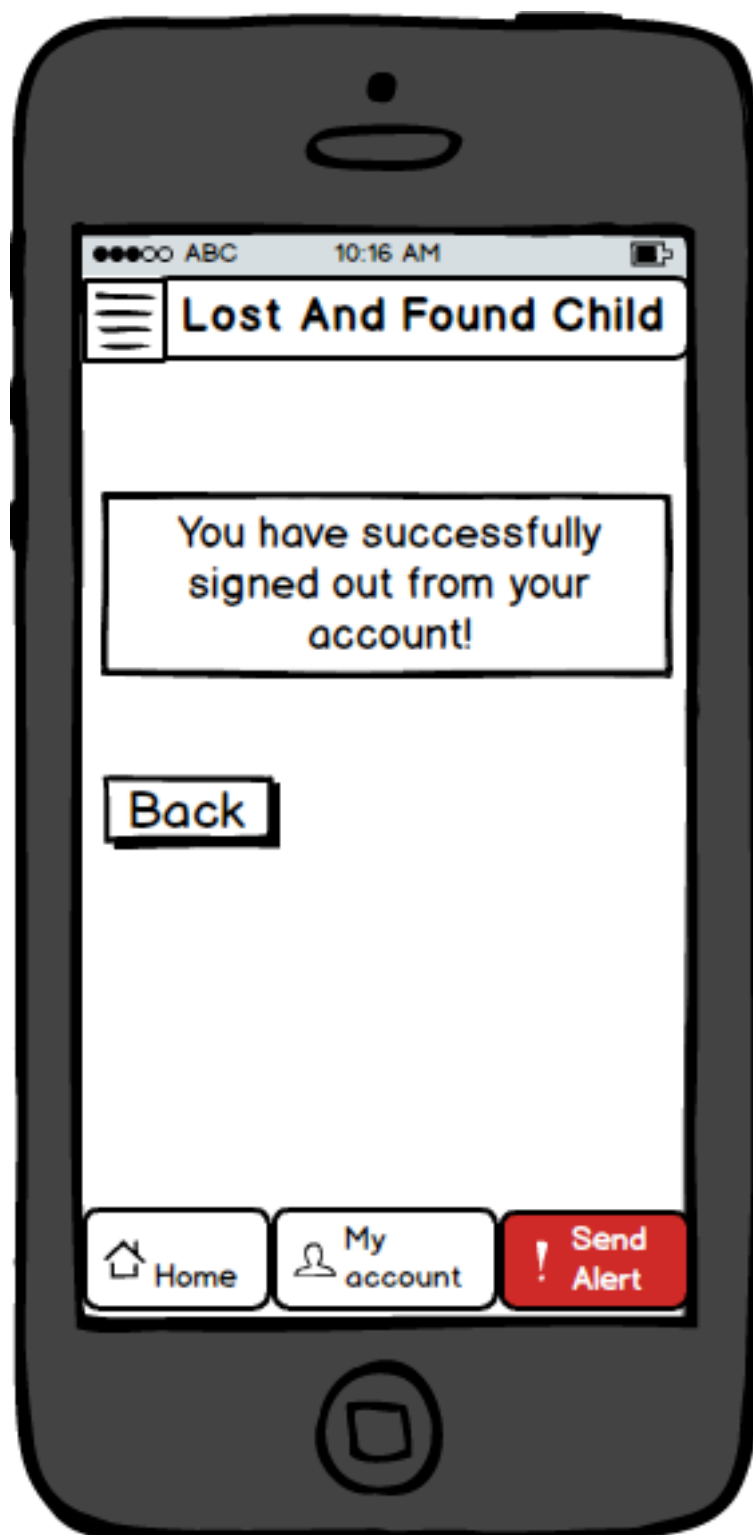 ABC 10:16 AM
Lost And Found Child
You have successfully
signed out from your
account!
Back
Home
My
account
! Send
Alert